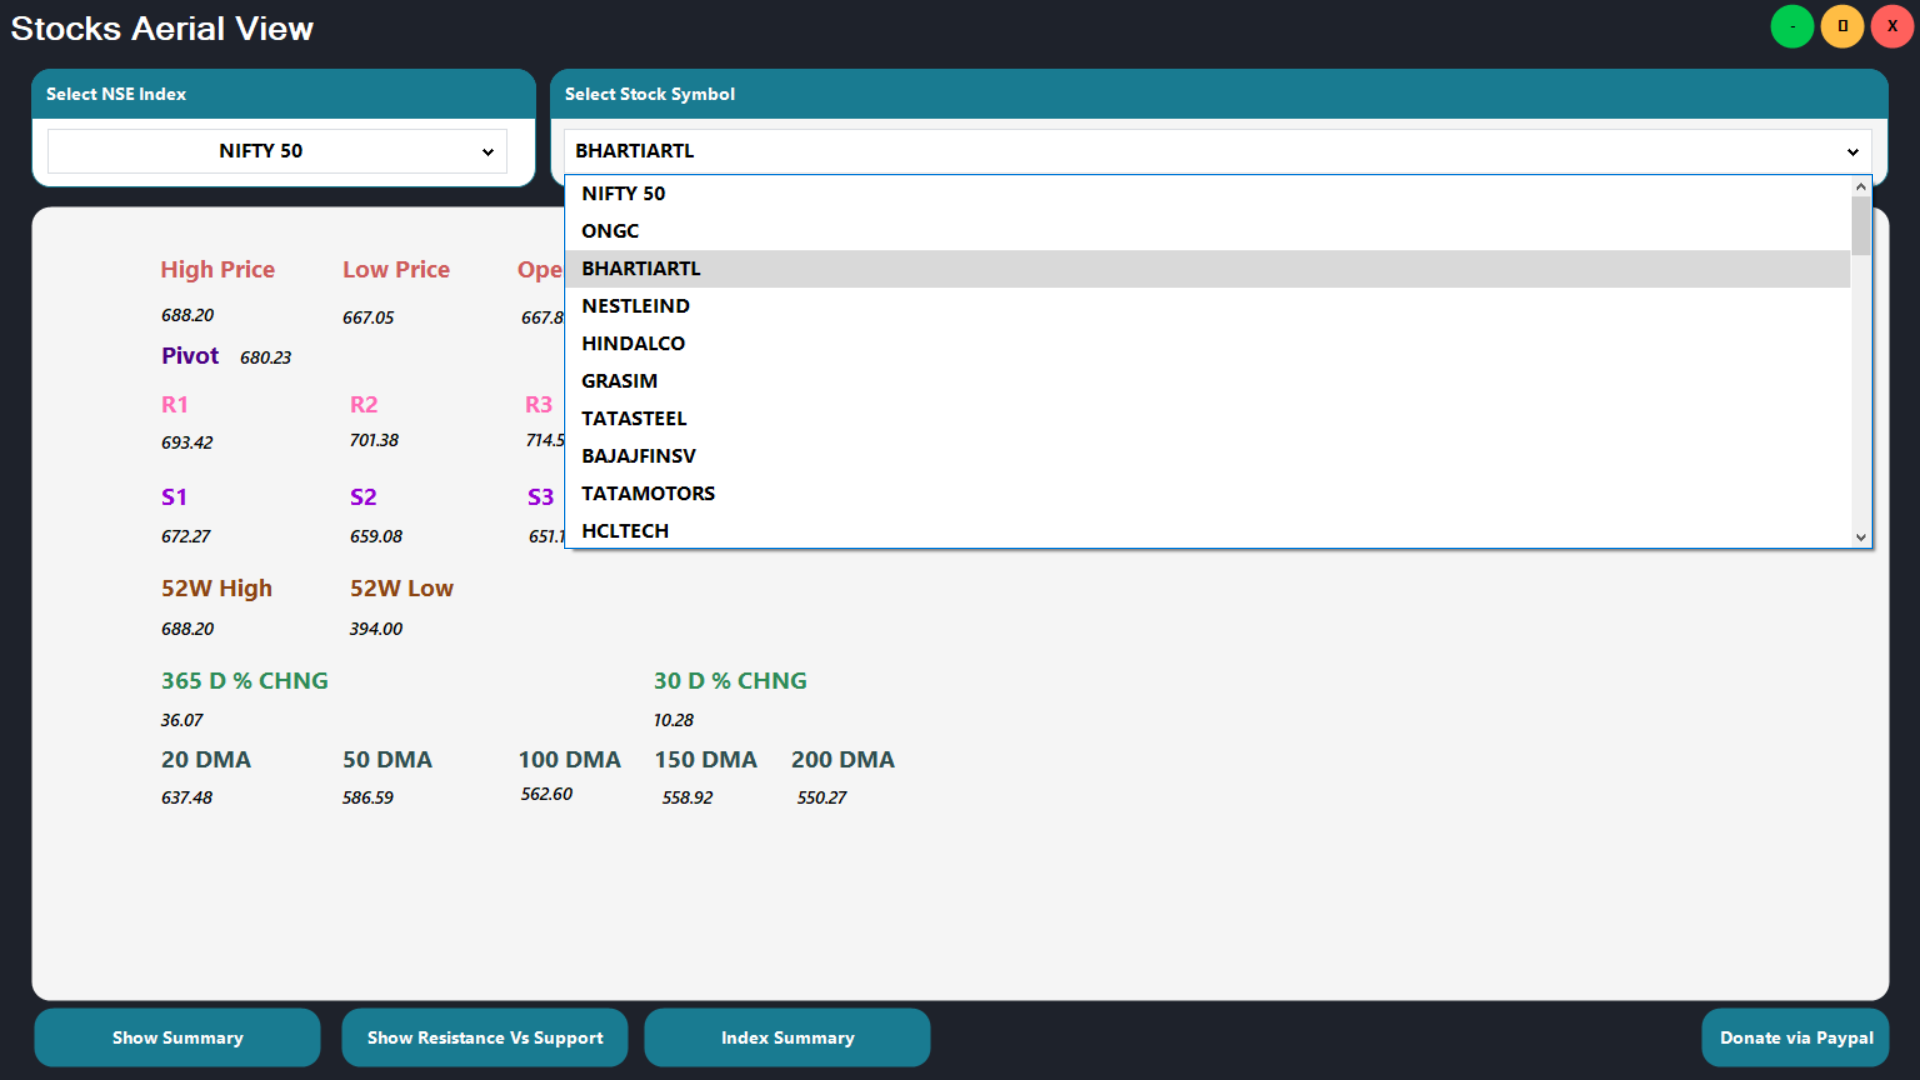 Stocks Aerial View
- 0 X
Select NSE Index
Select Stock Symbol
NIFTY 50
BHARTIARTL
NIFTY 50
ONGC
BHARTIARTL
NESTLEIND
HINDALCO
GRASIM
TATASTEEL
BAJAJFINSV
TATAMOTORS
HCLTECH
High Price Low Price Ope
688.20 667.05 667.8
Pivot 680.23
R1 R2 R3
693.42 701.38 714.5
S1 S2 S3
672.27 659.08 651.1
52W High 52W Low
688.20 394.00
365 D % CHNG 30 D % CHNG
36.07 10.28
20 DMA 50 DMA 100 DMA 150 DMA 200 DMA
637.48 586.59 562.60 558.92 550.27
Show Summary Show Resistance Vs Support Index Summary Donate via Paypal